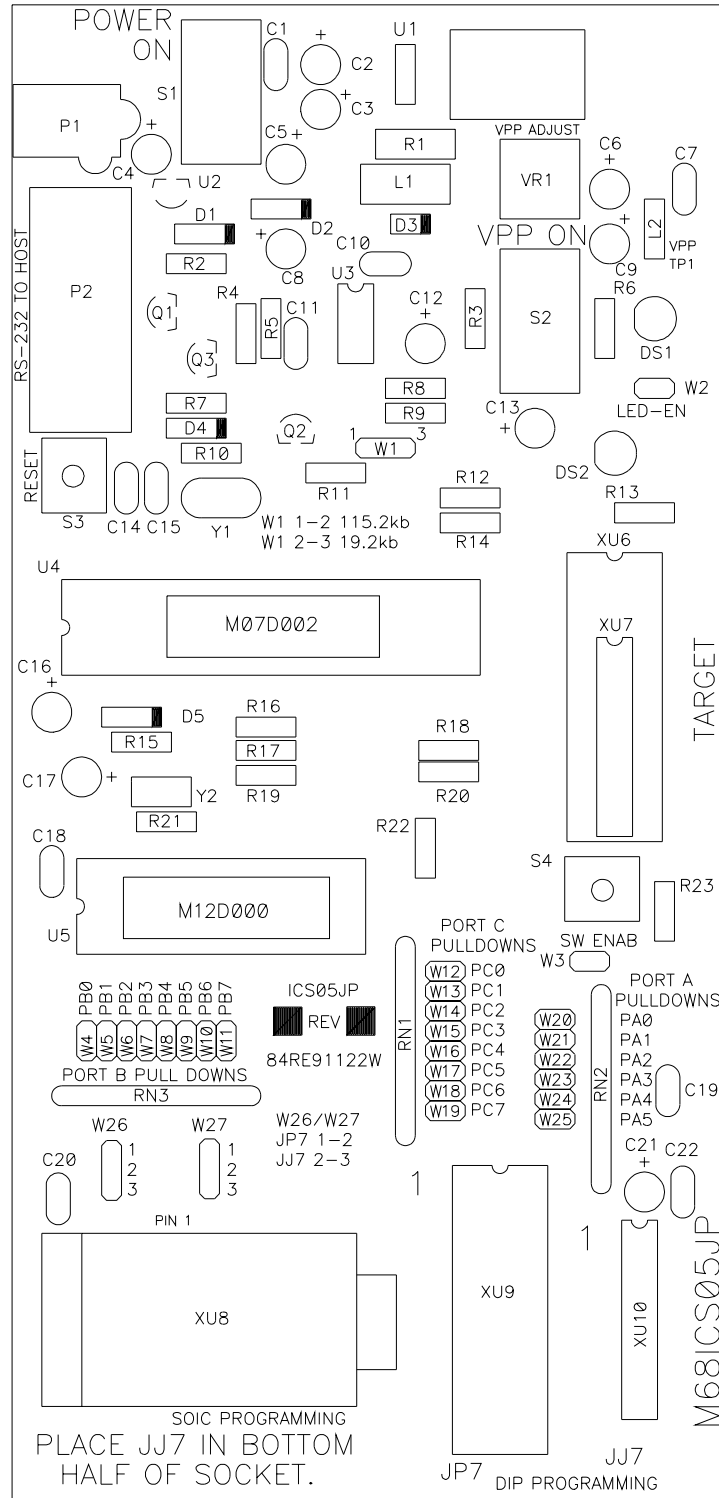 POWER
ON
C1
U1
C2
S1
C3
P1
VPP ADJUST
C4
C5
R1
C6
C7
U2
L1
VR1
D1
D2
D3
VPP ON
L2
RS-232 TO HOST
P2
R2
C8
C10
U3
C9
VPP
TP1
Q1
R4
R5
C11
C12
R3
S2
R6
Q3
DS1
R7
R8
W2
D4
R9
LED-EN
Q2
C13
RESET
R10
1
W1
3
DS2
S3
C14
C15
Y1
R11
R12
R13
W1 1-2 115.2kb
W1 2-3 19.2kb
R14
XU6
U4
M07D002
XU7
TARGET
C16
D5
R16
R15
R17
R18
C17
Y2
R19
R20
R21
C18
R22
S4
R23
U5
M12D000
PORT C
PULLDOWNS
SW ENAB
W3
PB0
PB1
PB2
PB3
PB4
PB5
PB6
PB7
W4
W5
W6
W7
W8
W9
W10
W11
ICS05JP
REV
84RE91122W
RN1
W12 PC0
W13 PC1
W14 PC2
W15 PC3
W16 PC4
W17 PC5
W18 PC6
W19 PC7
PORT A
PULLDOWNS
W20
W21
W22
W23
W24
W25
RN2
PA0
PA1
PA2
PA3
PA4
PA5
C19
PORT B PULL DOWNS
RN3
W26
1
2
3
W27
1
2
3
W26/W27
JP7 1-2
JJ7 2-3
C20
C21
C22
1
1
PIN 1
XU8
XU9
XU10
M68ICS05JP
SOIC PROGRAMMING
PLACE JJ7 IN BOTTOM
HALF OF SOCKET.
JP7
JJ7
DIP PROGRAMMING